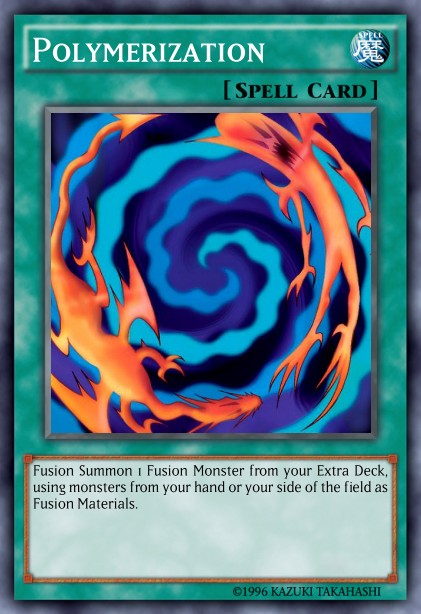 POLYMERIZATION
SPELL
魔
[SPELL CARD]
Fusion Summon 1 Fusion Monster from your Extra Deck,
using monsters from your hand or your side of the field as
Fusion Materials.
©1996 KAZUKI TAKAHASHI